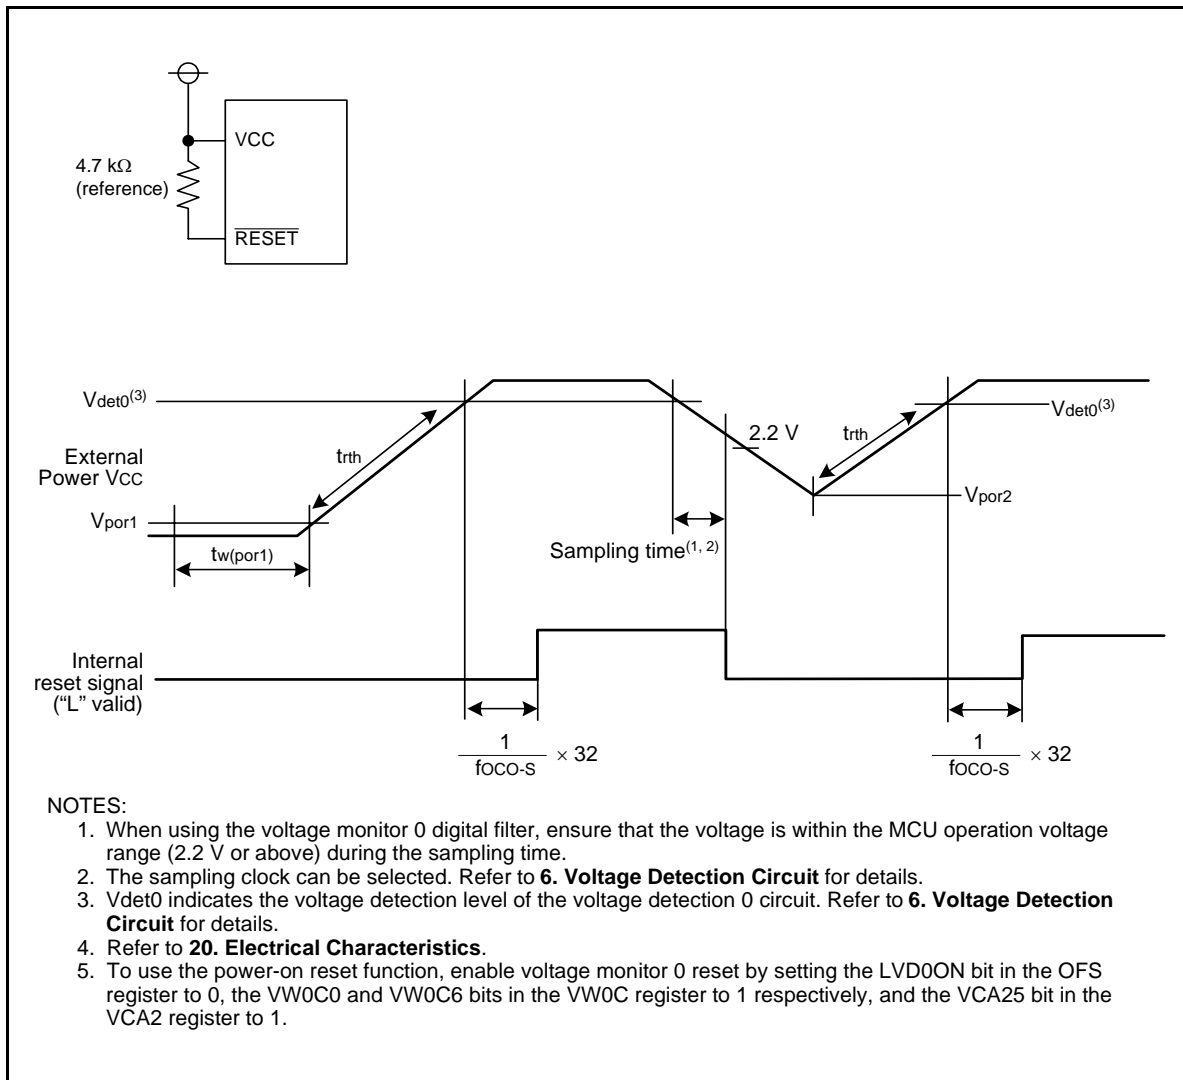 VCC
4.7 kΩ
(reference)
RESET
Vdet0(3)
2.2 V
Vdet0(3)
trth
trth
External
Power VCC
Vpor2
Vpor1
Sampling time(1, 2)
tw(por1)
Internal
reset signal
(“L” valid)
1
fOCO-S
× 32
1
fOCO-S
× 32
NOTES:
1. When using the voltage monitor 0 digital filter, ensure that the voltage is within the MCU operation voltage
range (2.2 V or above) during the sampling time.
2. The sampling clock can be selected. Refer to 6. Voltage Detection Circuit for details.
3. Vdet0 indicates the voltage detection level of the voltage detection 0 circuit. Refer to 6. Voltage Detection
Circuit for details.
4. Refer to 20. Electrical Characteristics.
5. To use the power-on reset function, enable voltage monitor 0 reset by setting the LVD0ON bit in the OFS
register to 0, the VW0C0 and VW0C6 bits in the VW0C register to 1 respectively, and the VCA25 bit in the
VCA2 register to 1.